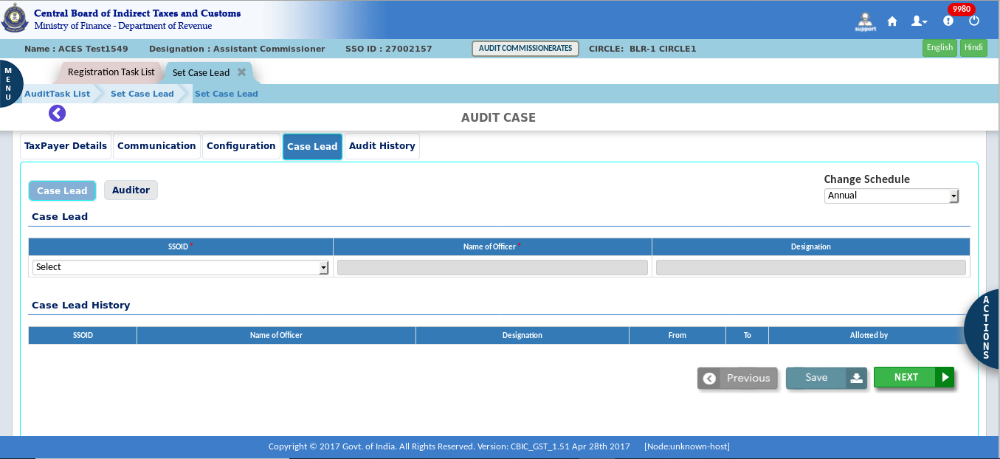 Central Board of Indirect Taxes and Customs
Ministry of Finance - Department of Revenue
support
9980
Name : ACES Test1549 Designation : Assistant Commissioner SSO ID : 27002157 AUDIT COMMISSIONERATES CIRCLE: BLR-1 CIRCLE1 English Hindi
MENU
Registration Task List Set Case Lead
AuditTask List Set Case Lead Set Case Lead
AUDIT CASE
TaxPayer Details Communication Configuration Case Lead Audit History
Change Schedule
Case Lead Auditor
Annual
Case Lead
SSOID * Name of Officer * Designation
Select
Case Lead History
ACTIONS
SSOID Name of Officer Designation From To Allotted by
Previous Save NEXT
Copyright © 2017 Govt. of India. All Rights Reserved. Version: CBIC_GST_1.51 Apr 28th 2017 [Node:unknown-host]